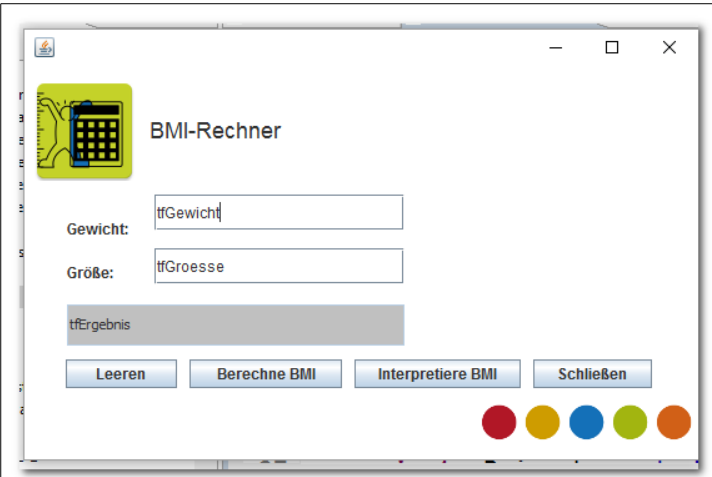 BMI-Rechner
Gewicht:
tfGewicht
Größe:
tfGroesse
tfErgebnis
Leeren
Berechne BMI
Interpretiere BMI
Schließen